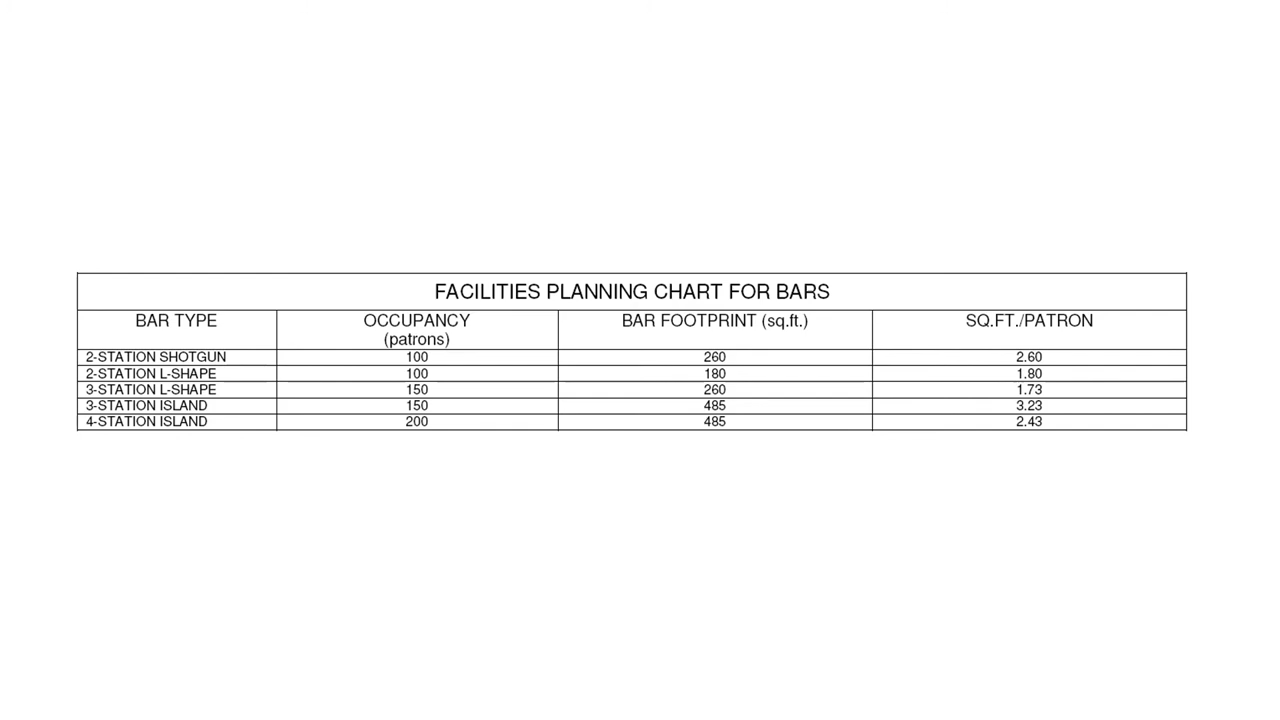 FACILITIES PLANNING CHART FOR BARS
BAR TYPE OCCUPANCY (patrons) BAR FOOTPRINT (sq.ft.) SQ.FT./PATRON
2-STATION SHOTGUN 100 260 2.60
2-STATION L-SHAPE 100 180 1.80
3-STATION L-SHAPE 150 260 1.73
3-STATION ISLAND 150 485 3.23
4-STATION ISLAND 200 485 2.43